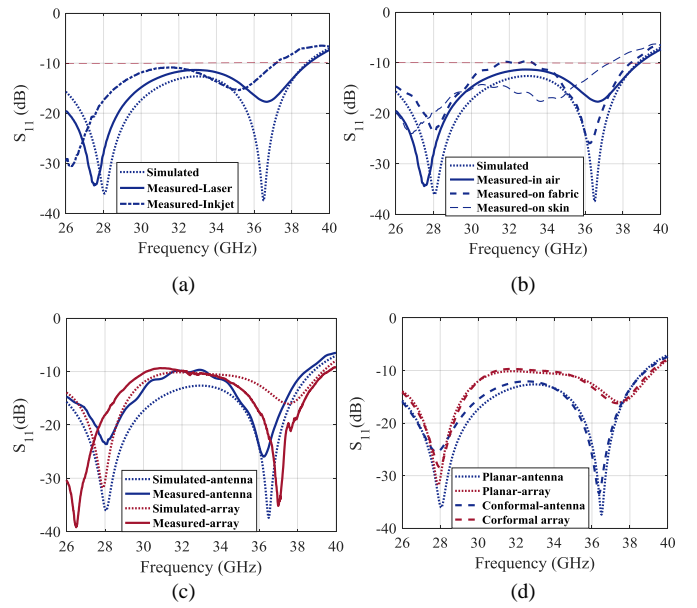 0
-10
-20
-30
-40
S11 (dB)
Simulated
Measured-Laser
Measured-Inkjet
26 28 30 32 34 36 38 40
Frequency (GHz)
(a)
0
-10
-20
-30
-40
S11 (dB)
Simulated
Measured-in air
Measured-on fabric
Measured-on skin
26 28 30 32 34 36 38 40
Frequency (GHz)
(b)
0
-10
-20
-30
-40
S11(dB)
Simulated-antenna
Measured-antenna
Simulated-array
Measured-array
26 28 30 32 34 36 38 40
Frequency (GHz)
(c)
0
-10
-20
-30
-40
S11(dB)
Planar-antenna
Planar-array
Conformal-antenna
Corformal array
26 28 30 32 34 36 38 40
Frequency (GHz)
(d)